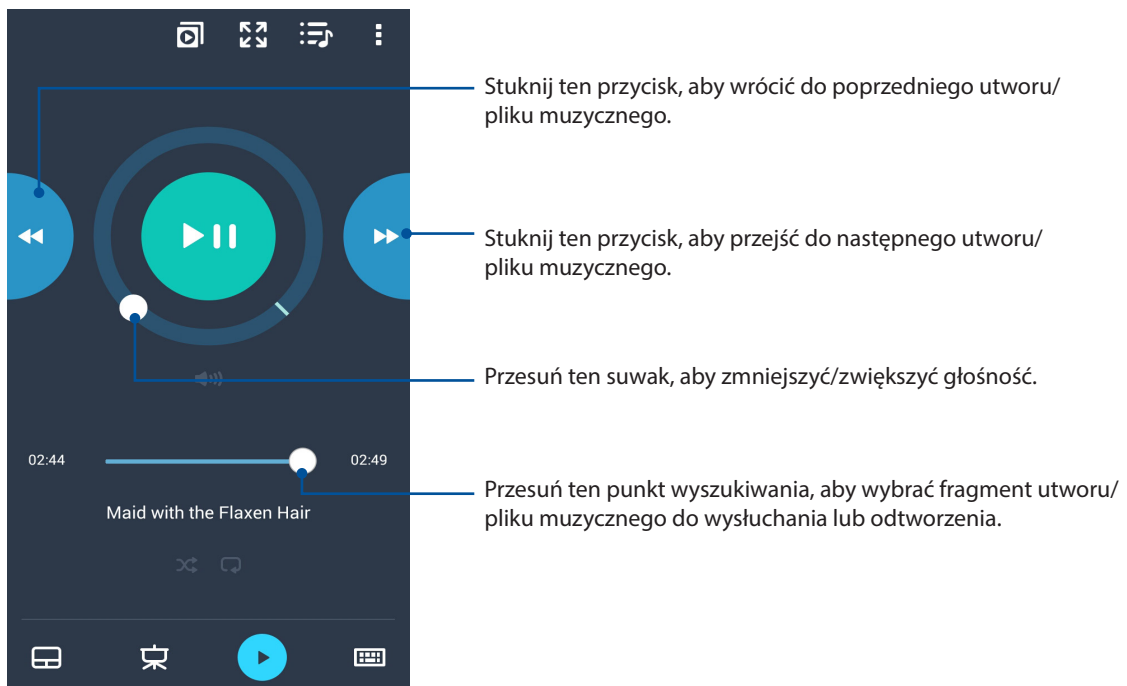 Stuknij ten przycisk, aby wrócić do poprzedniego utworu/
pliku muzycznego.
Stuknij ten przycisk, aby przejść do następnego utworu/
pliku muzycznego.
Przesuń ten suwak, aby zmniejszyć/zwiększyć głośność.
02:44
02:49
Maid with the Flaxen Hair
Przesuń ten punkt wyszukiwania, aby wybrać fragment utworu/
pliku muzycznego do wysłuchania lub odtworzenia.